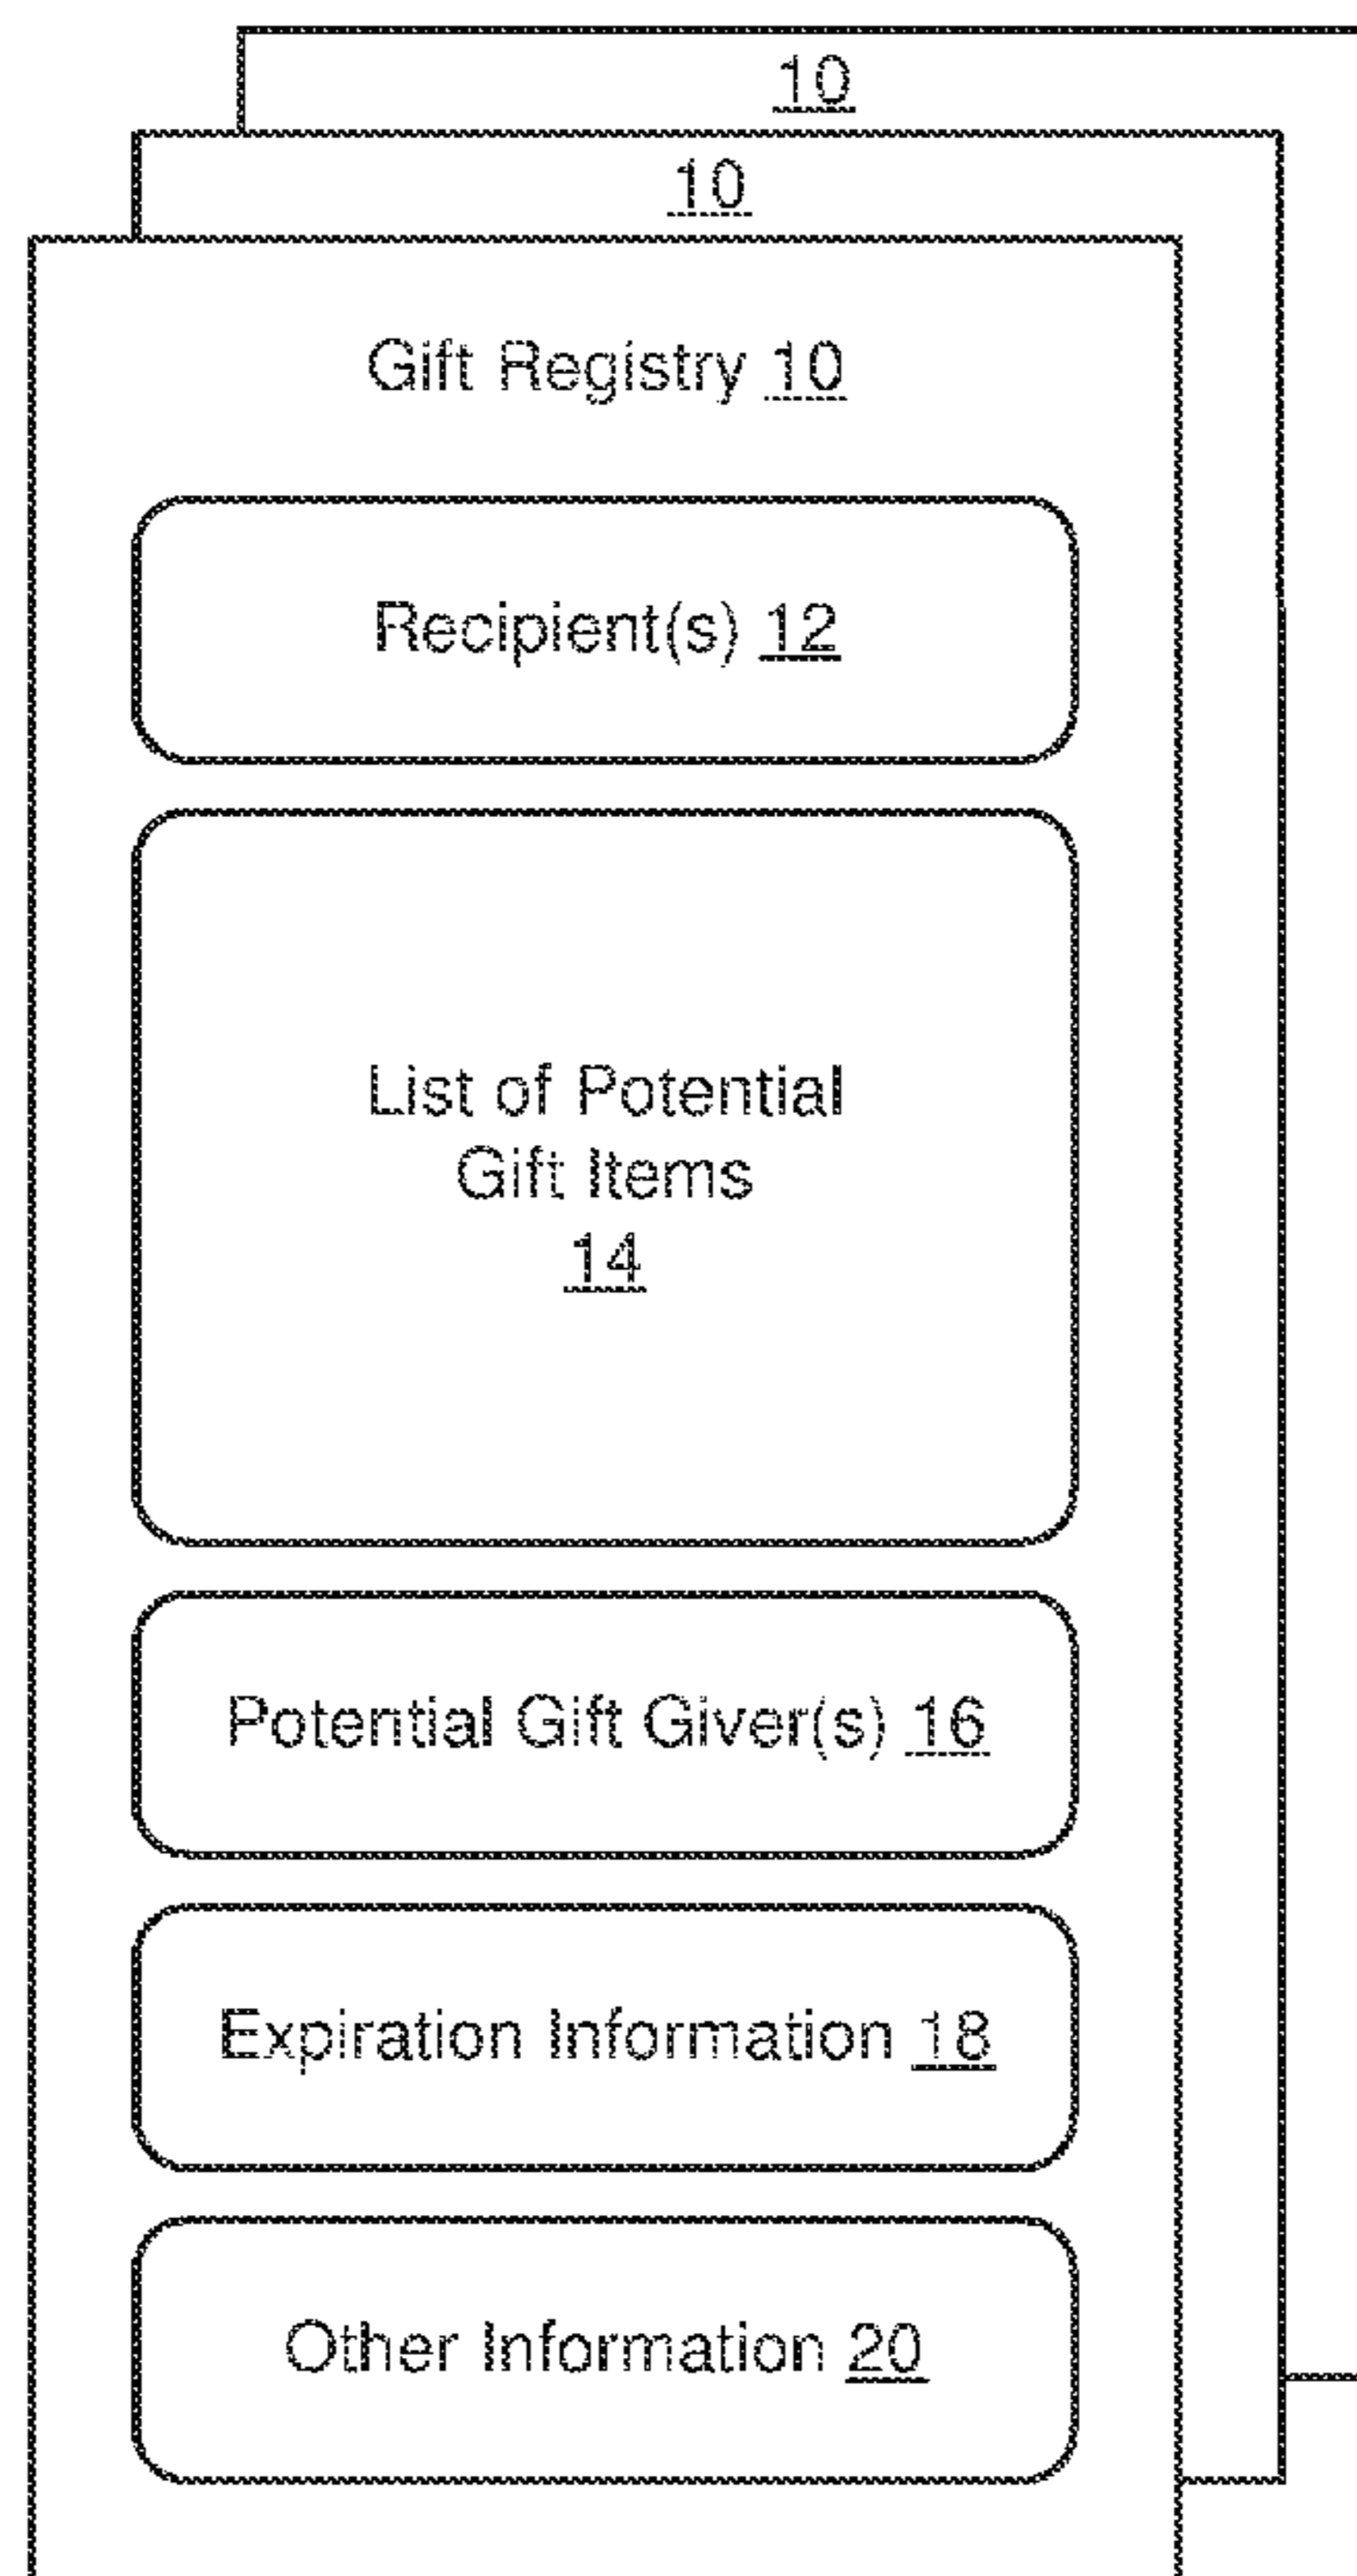 10
10
Gift Registry 10
Recipient(s) 12
List of Potential
Gift Items
14
Potential Gift Giver(s) 16
Expiration Information 18
Other Information 20